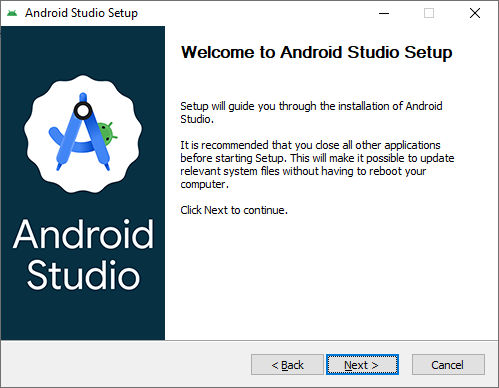 Android Studio Setup
Welcome to Android Studio Setup
Setup will guide you through the installation of Android
Studio.
It is recommended that you close all other applications
before starting Setup. This will make it possible to update
relevant system files without having to reboot your
computer.
Click Next to continue.
Android
Studio
< Back
Next >
Cancel